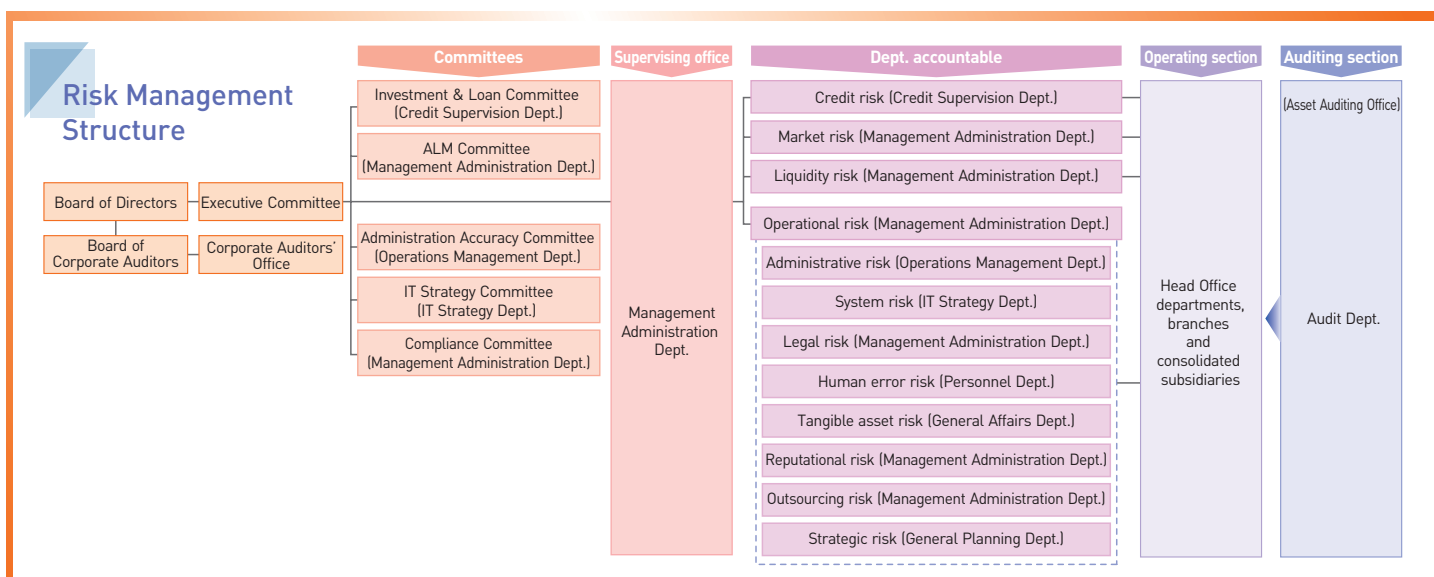 Risk Management
Structure
Board of Directors
Executive Committee
Board of
Corporate Auditors
Corporate Auditors'
Office
Committees
Investment & Loan Committee
(Credit Supervision Dept.)
ALM Committee
(Management Administration Dept.)
Administration Accuracy Committee
(Operations Management Dept.)
IT Strategy Committee
(IT Strategy Dept.)
Compliance Committee
(Management Administration Dept.)
Supervising office
Management
Administration
Dept.
Dept. accountable
Credit risk (Credit Supervision Dept.)
Market risk (Management Administration Dept.)
Liquidity risk (Management Administration Dept.)
Operational risk (Management Administration Dept.)
Administrative risk (Operations Management Dept.)
System risk (IT Strategy Dept.)
Legal risk (Management Administration Dept.)
Human error risk (Personnel Dept.)
Tangible asset risk (General Affairs Dept.)
Reputational risk (Management Administration Dept.)
Outsourcing risk (Management Administration Dept.)
Strategic risk (General Planning Dept.)
Operating section
Head Office
departments,
branches
and
consolidated
subsidiaries
Auditing section
(Asset Auditing Office)
Audit Dept.